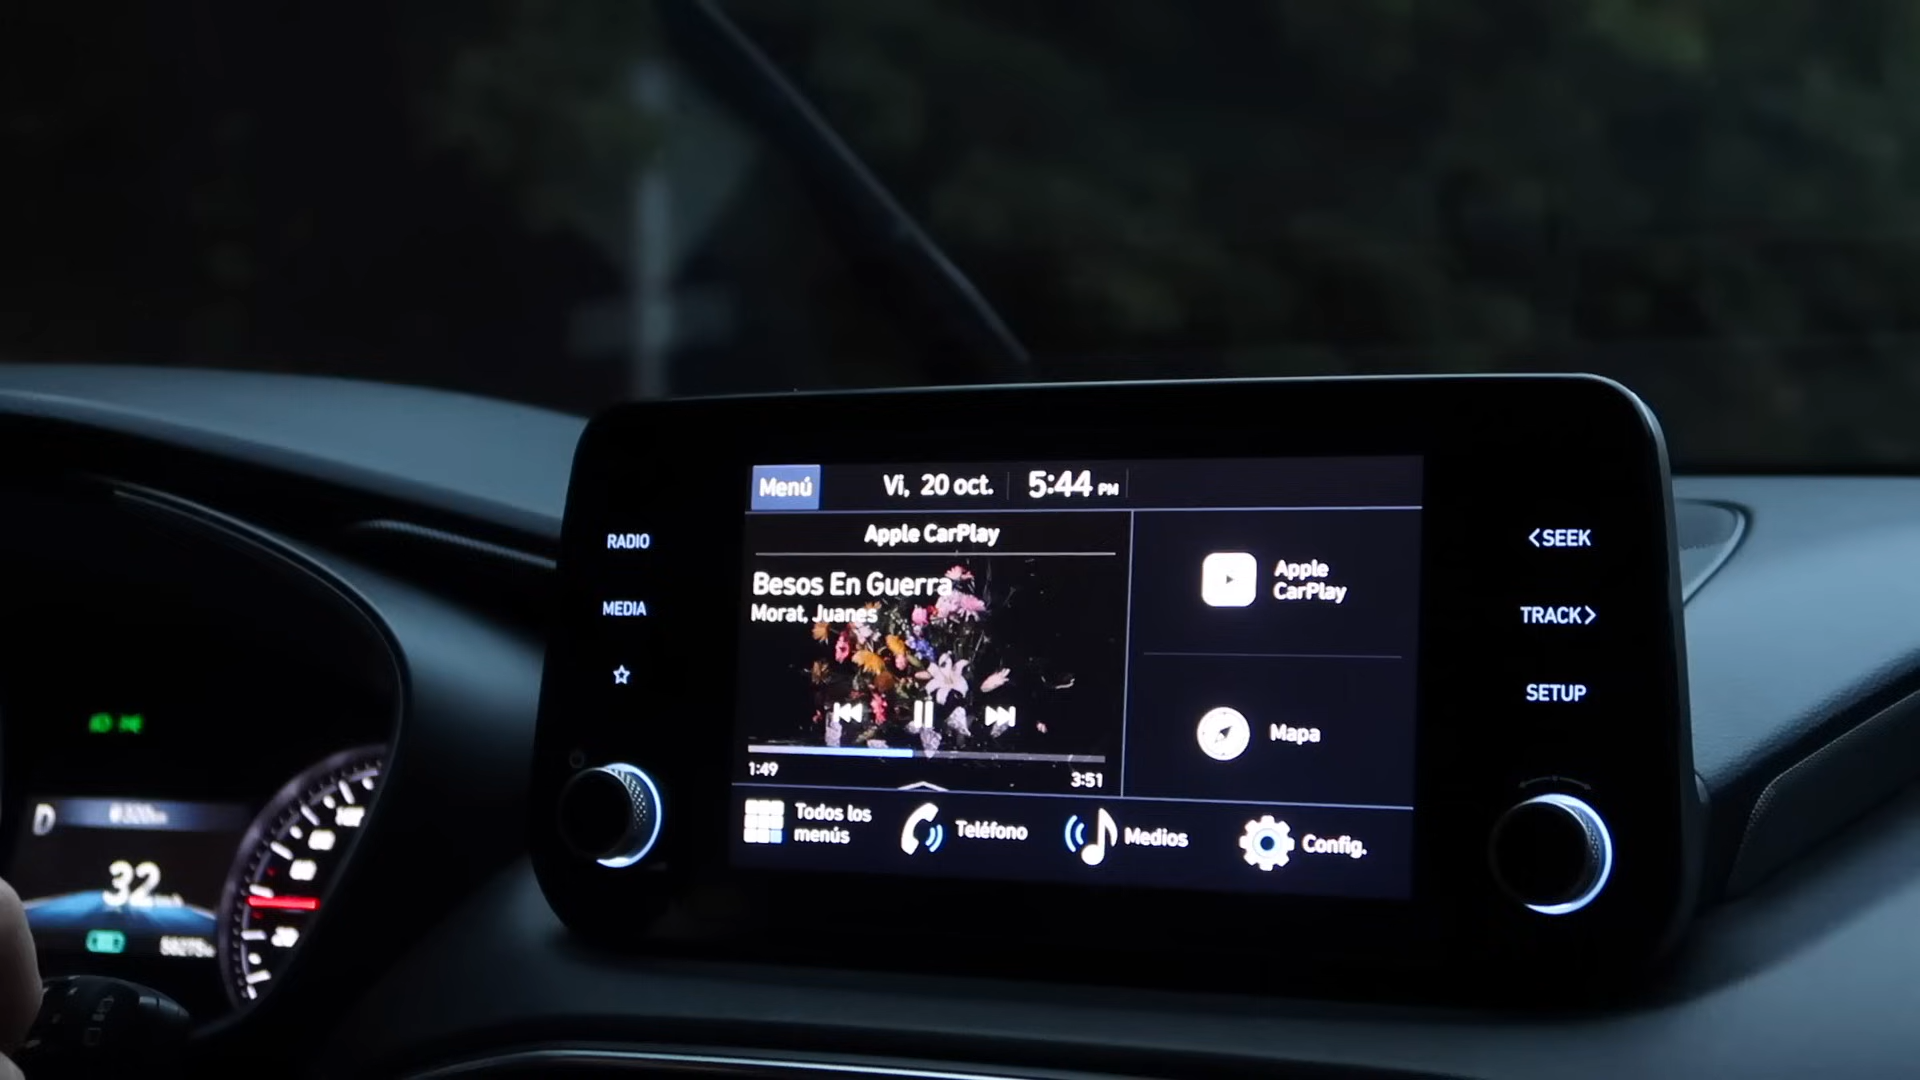 Menú
Vi, 20 oct.
5:44 PM
RADIO
MEDIA
Apple CarPlay
Besos En Guerra
Morat, Juanes
1:49
3:51
Apple
CarPlay
Mapa
Todos los
menús
Teléfono
Medios
Config.
<SEEK
TRACK>
SETUP
D
32